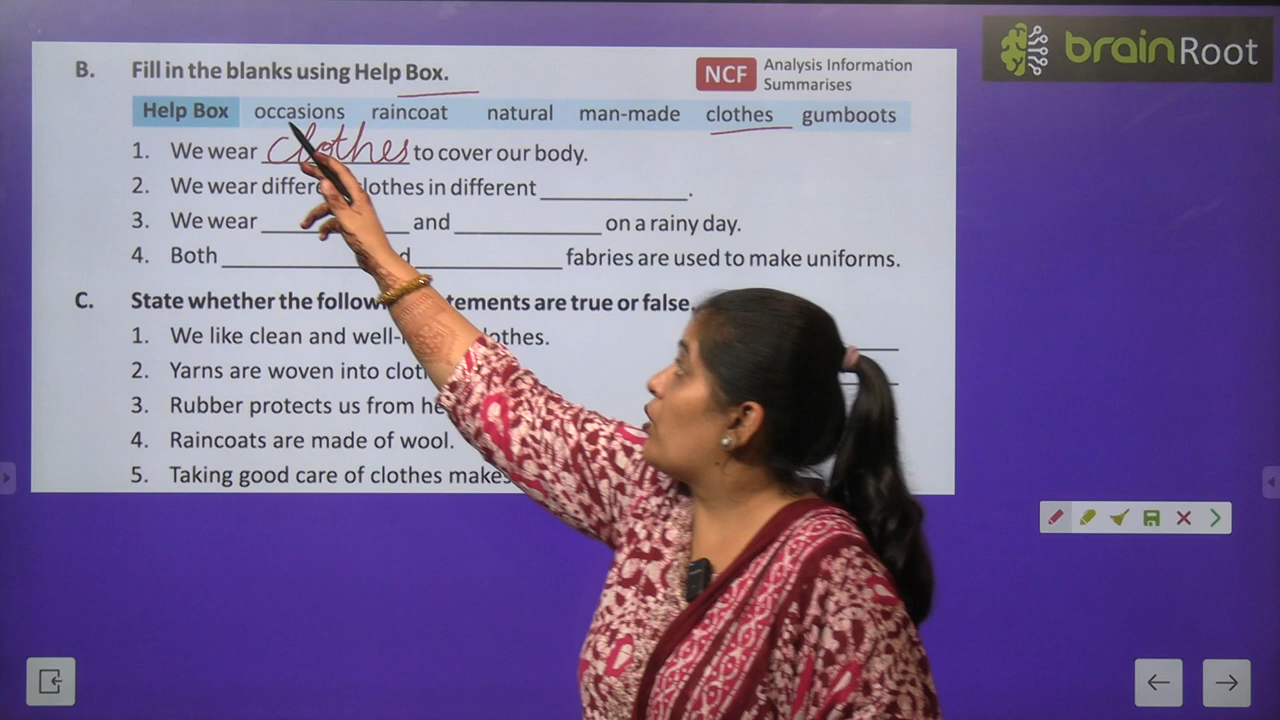 brainRoot
B. Fill in the blanks using Help Box.
NCF Analysis Information
Summarises
Help Box occasions raincoat natural man-made clothes gumboots
1. We wear clothes to cover our body.
2. We wear differe clothes in different ____________.
3. We wear ____________ and ____________ on a rainy day.
4. Both ____________ d ____________ fabries are used to make uniforms.
C. State whether the follow tements are true or false.
1. We like clean and well- othes.
2. Yarns are woven into clot
3. Rubber protects us from he
4. Raincoats are made of wool.
5. Taking good care of clothes makes